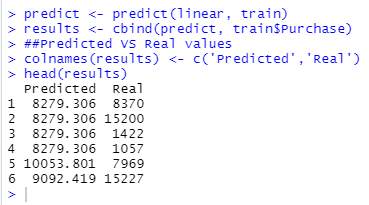 > predict <- predict(linear, train)
> results <- cbind(predict, train$Purchase)
> ##Predicted VS Real values
> colnames(results) <- c('Predicted','Real')
> head(results)
  Predicted  Real
1  8279.306  8370
2  8279.306 15200
3  8279.306  1422
4  8279.306  1057
5 10053.801  7969
6  9092.419 15227
>